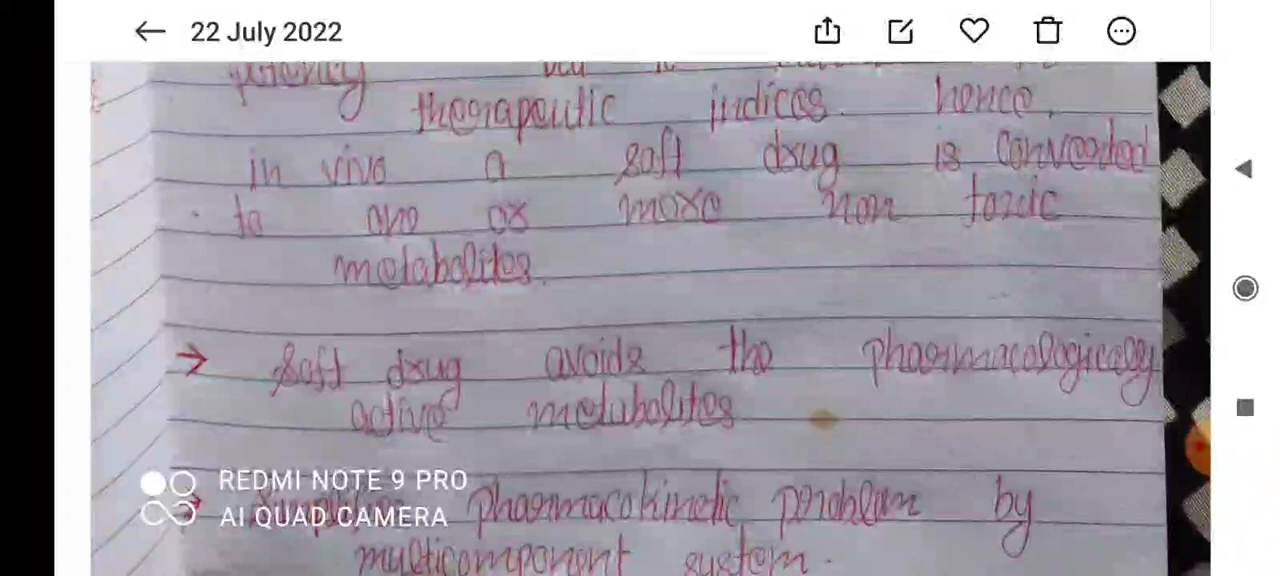 22 July 2022
therapeutic indices. hence,
in vivo a soft drug is converted
to one or more non toxic
metabolites.
→ Soft drug avoids the pharmacologically
active metabolites
REDMI NOTE 9 PRO
AI QUAD CAMERA
pharmacokinetic problem by
multicomponent system.